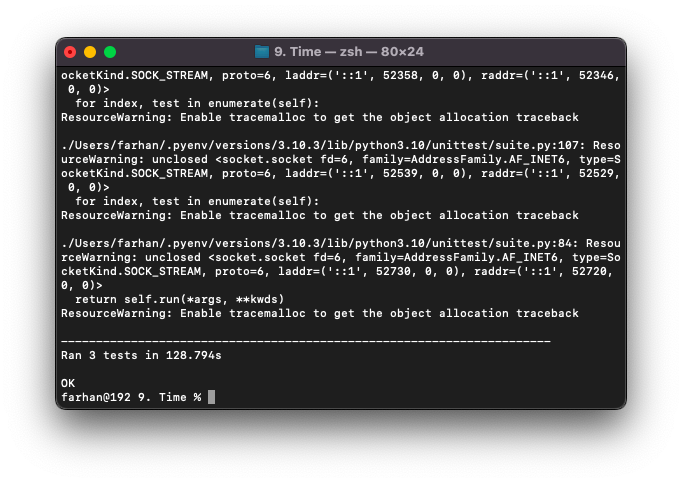 9. Time — zsh — 80×24
ocketKind.SOCK_STREAM, proto=6, laddr=('::1', 52358, 0, 0), raddr=('::1', 52346,
 0, 0)>
  for index, test in enumerate(self):
ResourceWarning: Enable tracemalloc to get the object allocation traceback
./Users/farhan/.pyenv/versions/3.10.3/lib/python3.10/unittest/suite.py:107: Reso
urceWarning: unclosed <socket.socket fd=6, family=AddressFamily.AF_INET6, type=S
ocketKind.SOCK_STREAM, proto=6, laddr=('::1', 52539, 0, 0), raddr=('::1', 52529,
 0, 0)>
  for index, test in enumerate(self):
ResourceWarning: Enable tracemalloc to get the object allocation traceback
./Users/farhan/.pyenv/versions/3.10.3/lib/python3.10/unittest/suite.py:84: Resou
rceWarning: unclosed <socket.socket fd=6, family=AddressFamily.AF_INET6, type=So
cketKind.SOCK_STREAM, proto=6, laddr=('::1', 52730, 0, 0), raddr=('::1', 52720,
0, 0)>
  return self.run(*args, **kwds)
ResourceWarning: Enable tracemalloc to get the object allocation traceback
----------------------------------------------------------------------
Ran 3 tests in 128.794s
OK
farhan@192 9. Time %